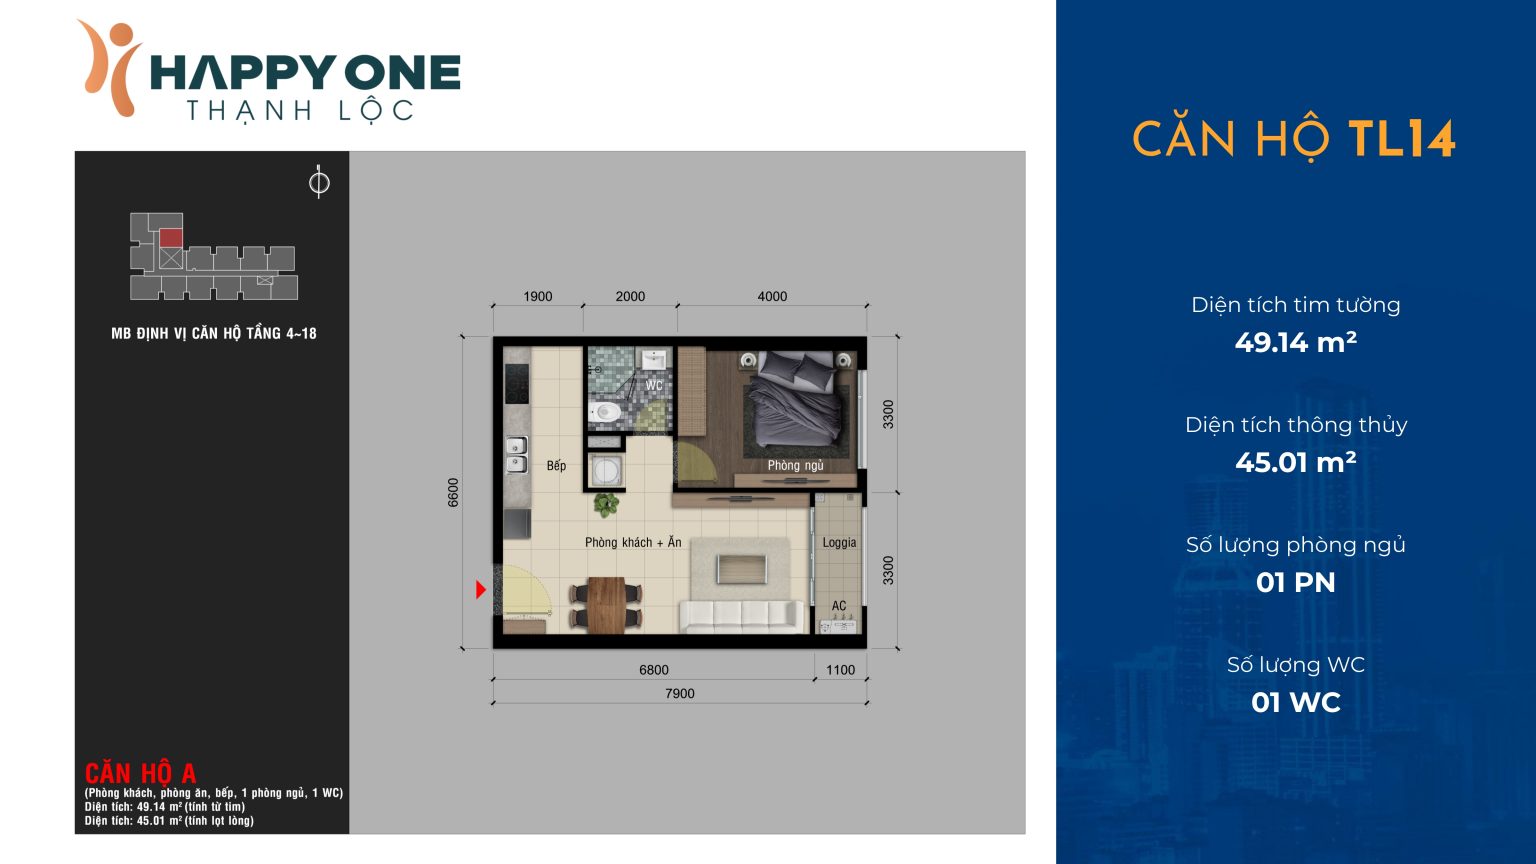 HAPPY ONE
THẠNH LỘC
MB ĐỊNH VỊ CĂN HỘ TẦNG 4~18
CĂN HỘ A
(Phòng khách, phòng ăn, bếp, 1 phòng ngủ, 1 WC)
Diện tích: 49.14 m² (tính từ tim)
Diện tích: 45.01 m² (tính lọt lòng)
1900
2000
4000
WC
3300
Bếp
Phòng ngủ
6600
Phòng khách + Ăn
Loggia
3300
AC
6800
1100
7900
CĂN HỘ TL14
Diện tích tim tường
49.14 m²
Diện tích thông thủy
45.01 m²
Số lượng phòng ngủ
01 PN
Số lượng WC
01 WC